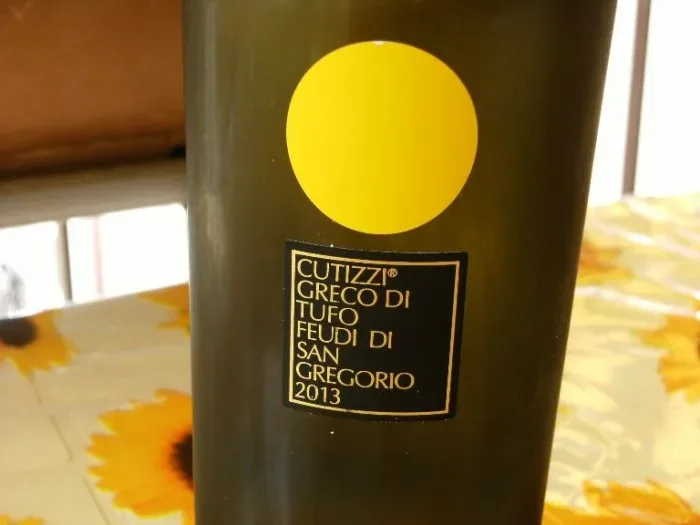 CUTIZZI®
GRECO DI
TUFO
FEUDI DI
SAN
GREGORIO
2013